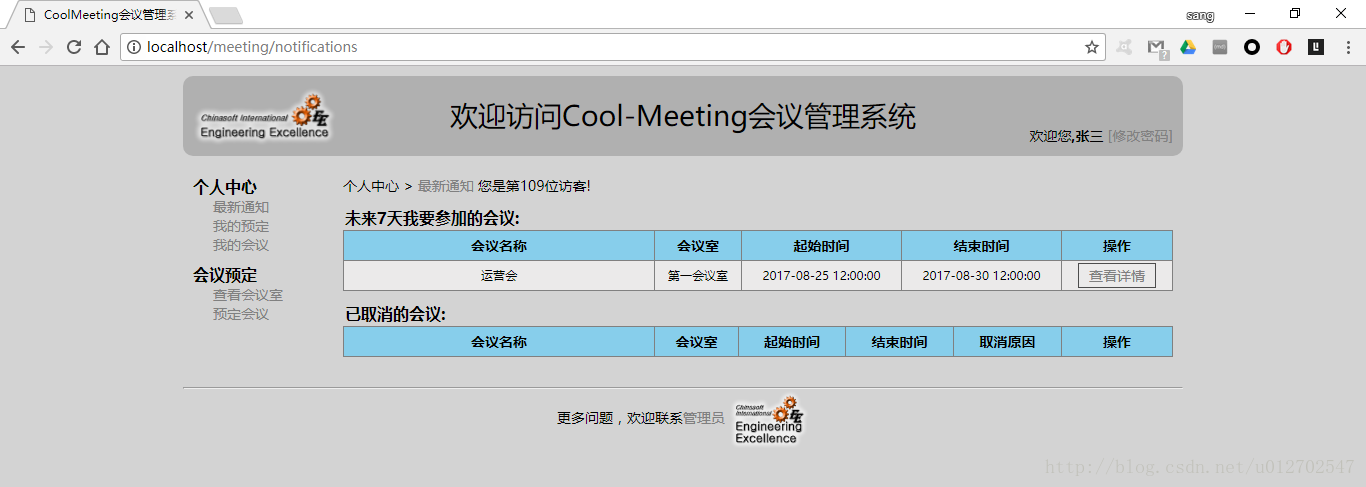 CoolMeeting会议管理系
sang
localhost/meeting/notifications
Chinasoft International
Engineering Excellence
欢迎访问Cool-Meeting会议管理系统
欢迎您,张三 [修改密码]
个人中心
最新通知
我的预定
我的会议
会议预定
查看会议室
预定会议
个人中心 > 最新通知 您是第109位访客!
未来7天我要参加的会议:
会议名称 会议室 起始时间 结束时间 操作
运营会 第一会议室 2017-08-25 12:00:00 2017-08-30 12:00:00 查看详情
已取消的会议:
会议名称 会议室 起始时间 结束时间 取消原因 操作
更多问题，欢迎联系管理员
Chinasoft
International
Engineering
Excellence
http://blog.csdn.net/u012702547